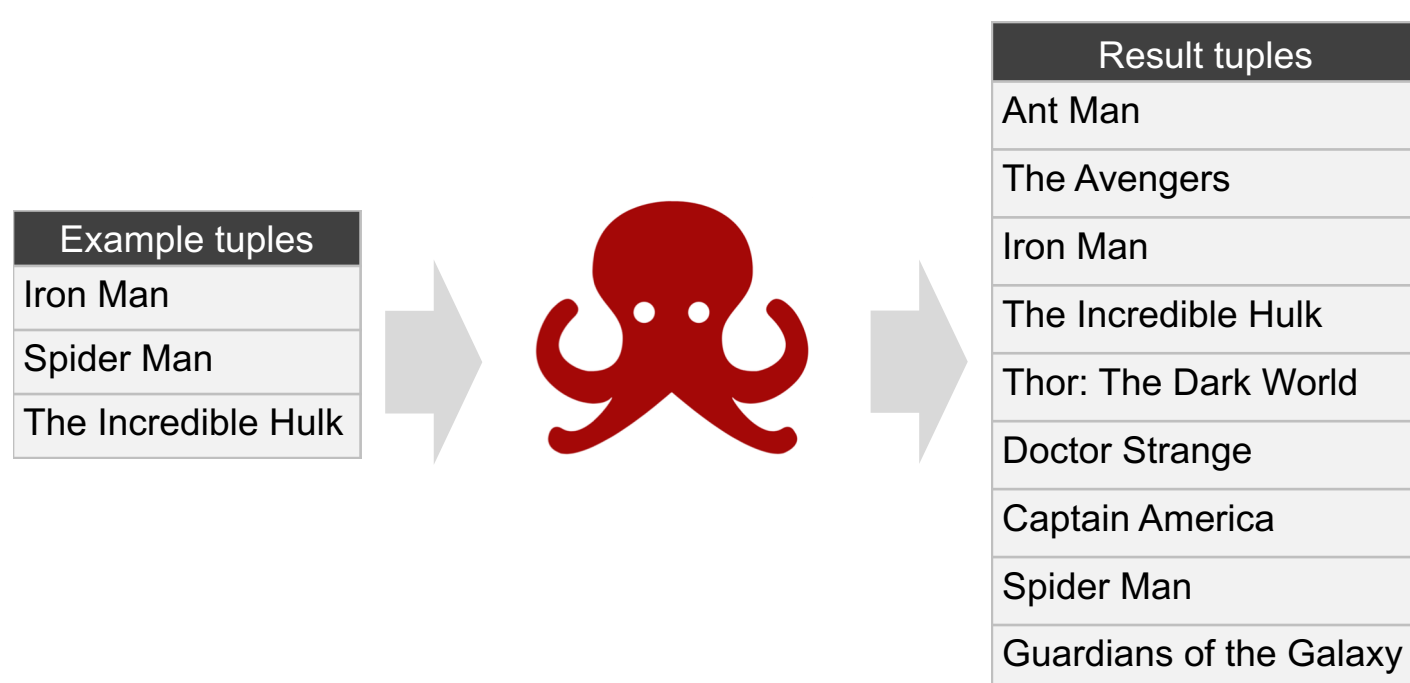 Example tuples
Iron Man
Spider Man
The Incredible Hulk
Result tuples
Ant Man
The Avengers
Iron Man
The Incredible Hulk
Thor: The Dark World
Doctor Strange
Captain America
Spider Man
Guardians of the Galaxy